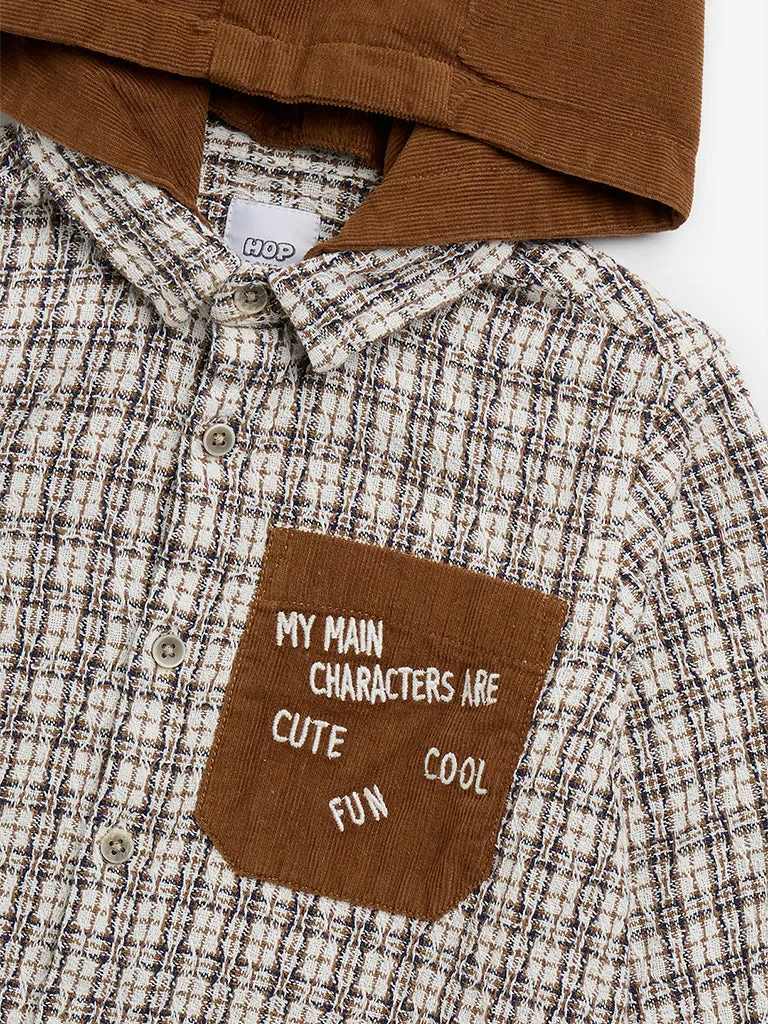 HOP
MY MAIN
CHARACTERS ARE
CUTE
COOL
FUN